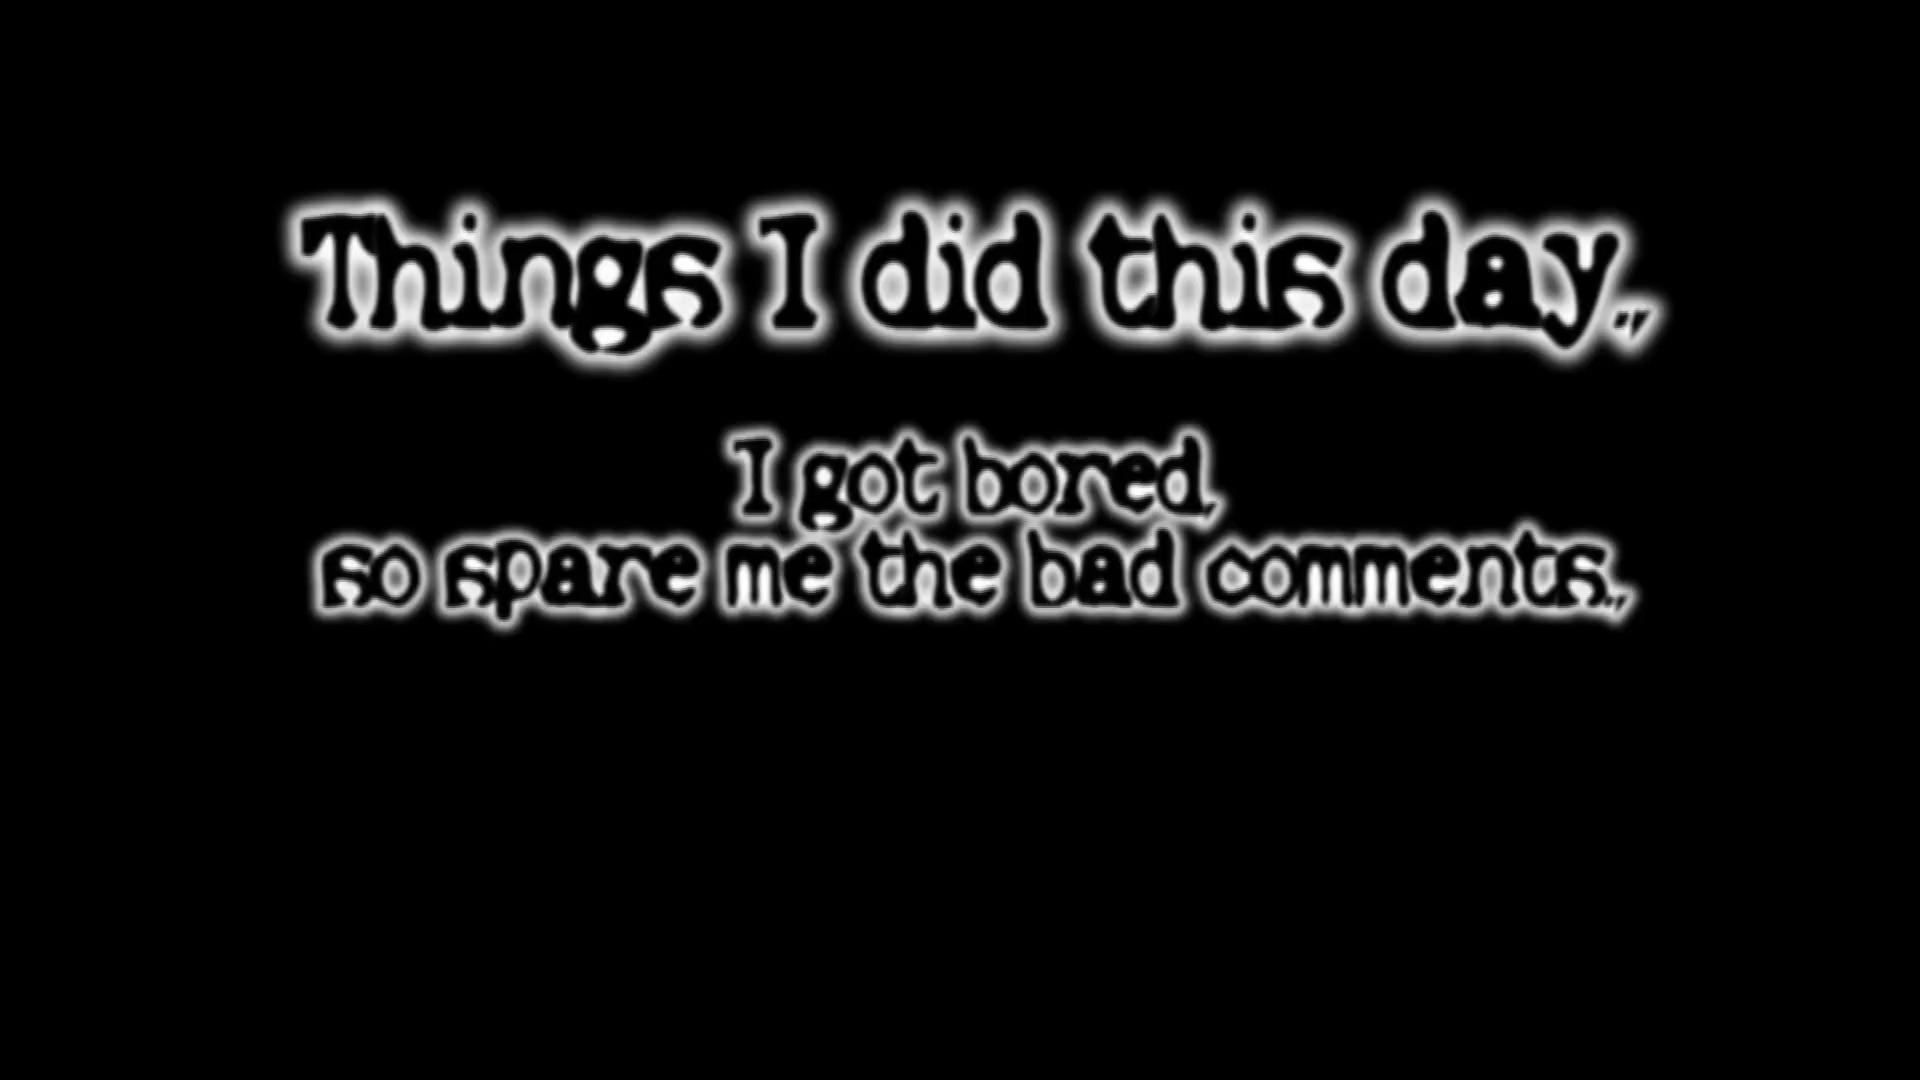 Things I did this day,,
I got bored,
so spare me the bad comments,,